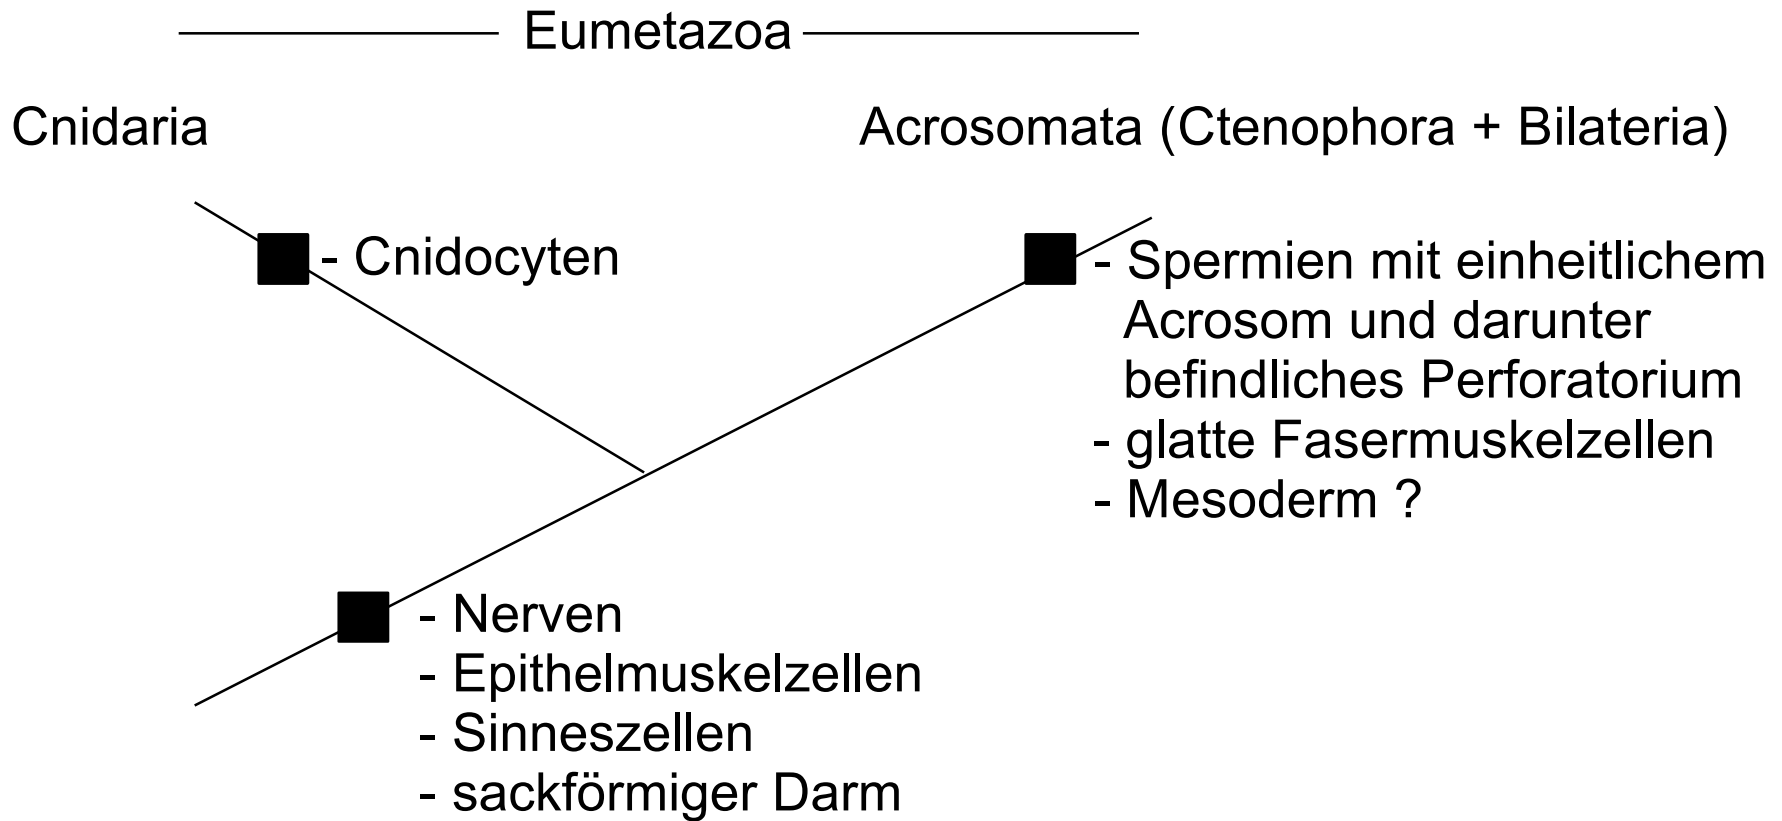 Eumetazoa
Cnidaria
Acrosomata (Ctenophora + Bilateria)
- Cnidocyten
- Spermien mit einheitlichem
Acrosom und darunter
befindliches Perforatorium
- glatte Fasermuskelzellen
- Mesoderm ?
- Nerven
- Epithelmuskelzellen
- Sinneszellen
- sackförmiger Darm